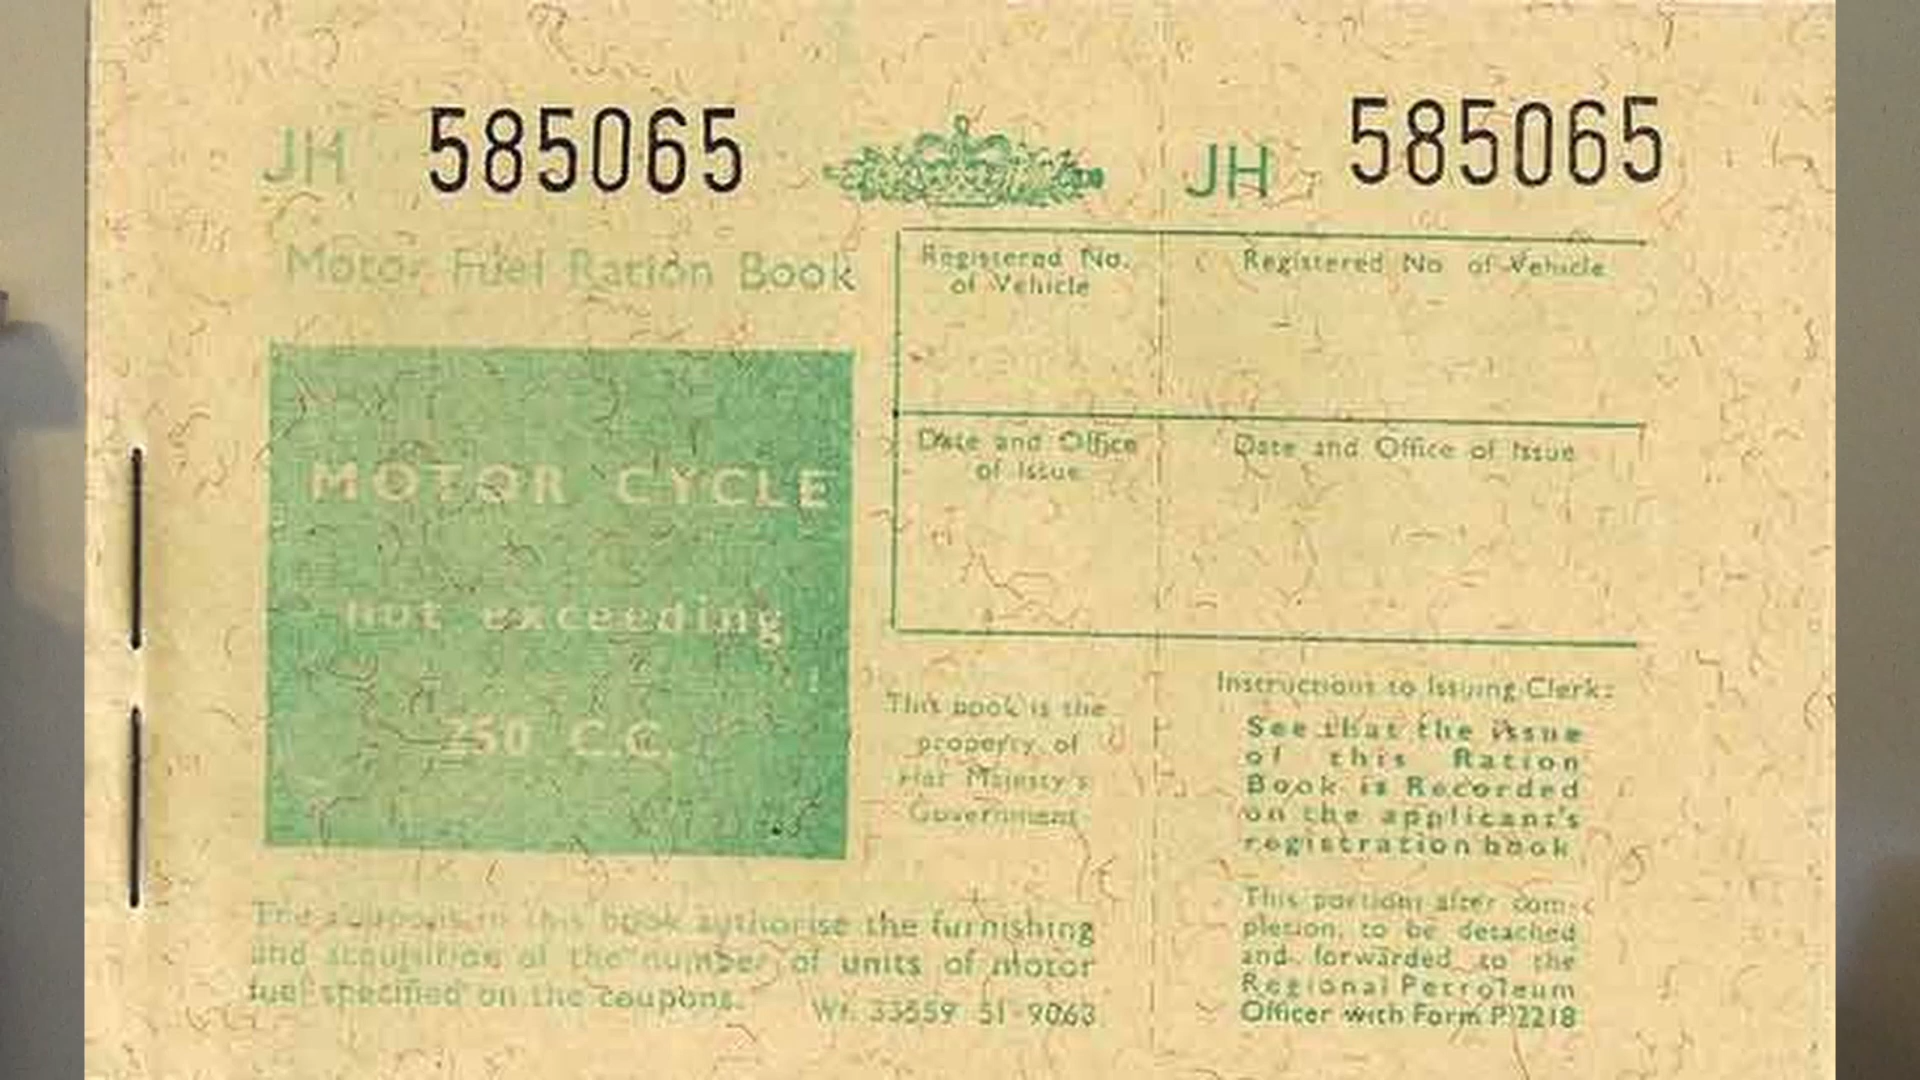 JH 585065
JH 585065
Motor Fuel Ration Book
MOTOR CYCLE
not exceeding
250 C.C.
Registered No.
of Vehicle
Registered No of Vehicle
Date and Office
of Issue
Date and Office of Issue
This book is the
property of
Her Majesty's
Government
Instructions to Issuing Clerk:
See that the issue
of this Ration
Book is Recorded
on the applicant's
registration book
This portion, after com-
pletion, to be detached
and forwarded to the
Regional Petroleum
Officer with Form P/2218
The coupons in this book authorise the furnishing
and acquisition of the number of units of motor
fuel specified on the coupons.
Wt. 33559 51-9063